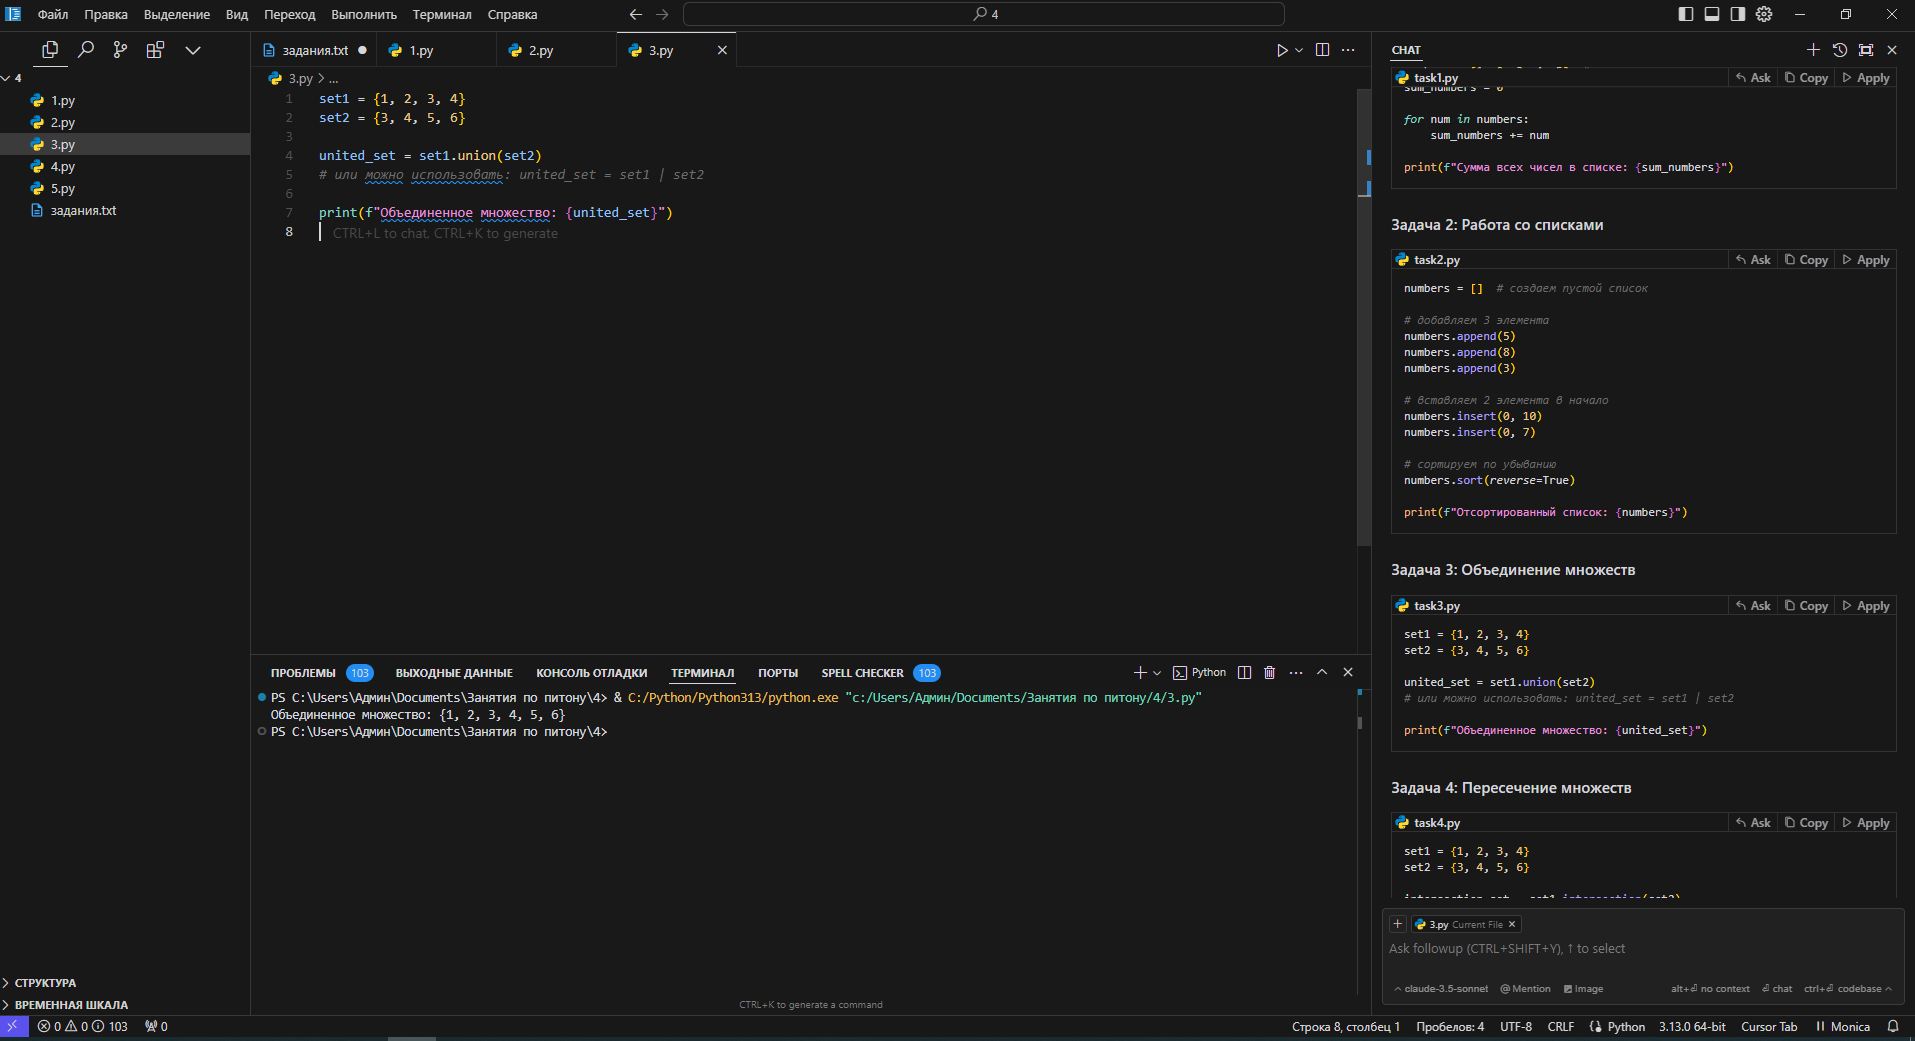 Файл Правка Выделение Вид Переход Выполнить Терминал Справка
4
задания.txt
1.py
2.py
3.py
CHAT
4
1.py
2.py
3.py
4.py
5.py
задания.txt
3.py > ...
1 set1 = {1, 2, 3, 4}
2 set2 = {3, 4, 5, 6}
3
4 united_set = set1.union(set2)
5 # или можно использовать: united_set = set1 | set2
6
7 print(f"Объединенное множество: {united_set}")
8 CTRL+L to chat, CTRL+K to generate
ПРОБЛЕМЫ 103 ВЫХОДНЫЕ ДАННЫЕ КОНСОЛЬ ОТЛАДКИ ТЕРМИНАЛ ПОРТЫ SPELL CHECKER 103
Python
PS C:\Users\Админ\Documents\Занятия по питону\4> & C:/Python/Python313/python.exe "c:/Users/Админ/Documents/Занятия по питону/4/3.py"
Объединенное множество: {1, 2, 3, 4, 5, 6}
PS C:\Users\Админ\Documents\Занятия по питону\4>
CTRL+K to generate a command
task1.py Ask Copy Apply
sum_numbers = 0
for num in numbers:
sum_numbers += num
print(f"Сумма всех чисел в списке: {sum_numbers}")
Задача 2: Работа со списками
task2.py Ask Copy Apply
numbers = [] # создаем пустой список
# добавляем 3 элемента
numbers.append(5)
numbers.append(8)
numbers.append(3)
# вставляем 2 элемента в начало
numbers.insert(0, 10)
numbers.insert(0, 7)
# сортируем по убыванию
numbers.sort(reverse=True)
print(f"Отсортированный список: {numbers}")
Задача 3: Объединение множеств
task3.py Ask Copy Apply
set1 = {1, 2, 3, 4}
set2 = {3, 4, 5, 6}
united_set = set1.union(set2)
# или можно использовать: united_set = set1 | set2
print(f"Объединенное множество: {united_set}")
Задача 4: Пересечение множеств
task4.py Ask Copy Apply
set1 = {1, 2, 3, 4}
set2 = {3, 4, 5, 6}
3.py Current File
Ask followup (CTRL+SHIFT+Y), ↑ to select
claude-3.5-sonnet @ Mention Image alt+⏎ no context ⏎ chat ctrl+⏎ codebase
СТРУКТУРА
ВРЕМЕННАЯ ШКАЛА
0 0 103 0
Строка 8, столбец 1 Пробелов: 4 UTF-8 CRLF Python 3.13.0 64-bit Cursor Tab Monica